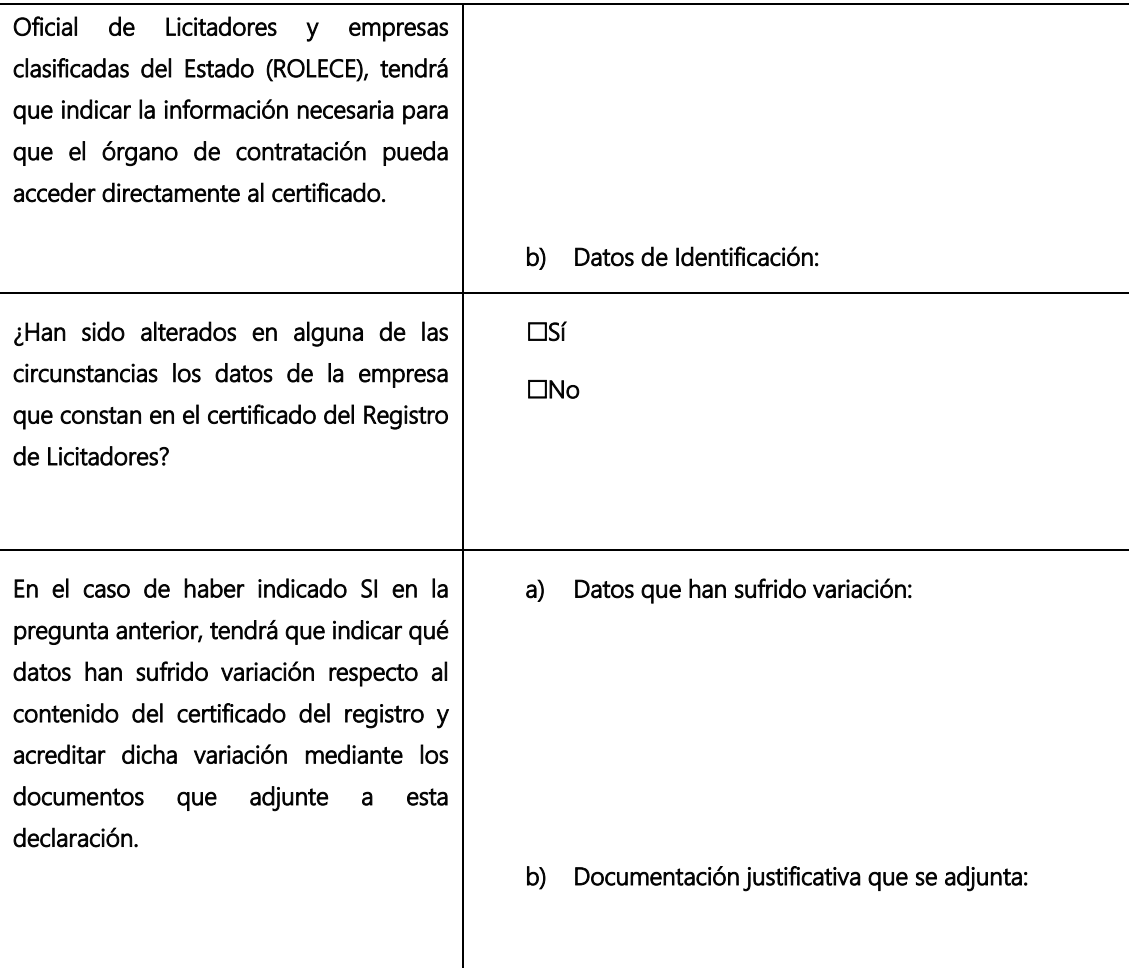 Oficial de Licitadores y empresas
clasificadas del Estado (ROLECE), tendrá
que indicar la información necesaria para
que el órgano de contratación pueda
acceder directamente al certificado.
b) Datos de Identificación:
¿Han sido alterados en alguna de las
circunstancias los datos de la empresa
que constan en el certificado del Registro
de Licitadores?
☐Sí
☐No
En el caso de haber indicado SI en la
pregunta anterior, tendrá que indicar qué
datos han sufrido variación respecto al
contenido del certificado del registro y
acreditar dicha variación mediante los
documentos que adjunte a esta
declaración.
a) Datos que han sufrido variación:
b) Documentación justificativa que se adjunta: